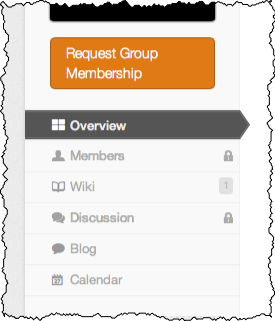 Request Group
Membership
Overview
Members
Wiki 1
Discussion
Blog
Calendar